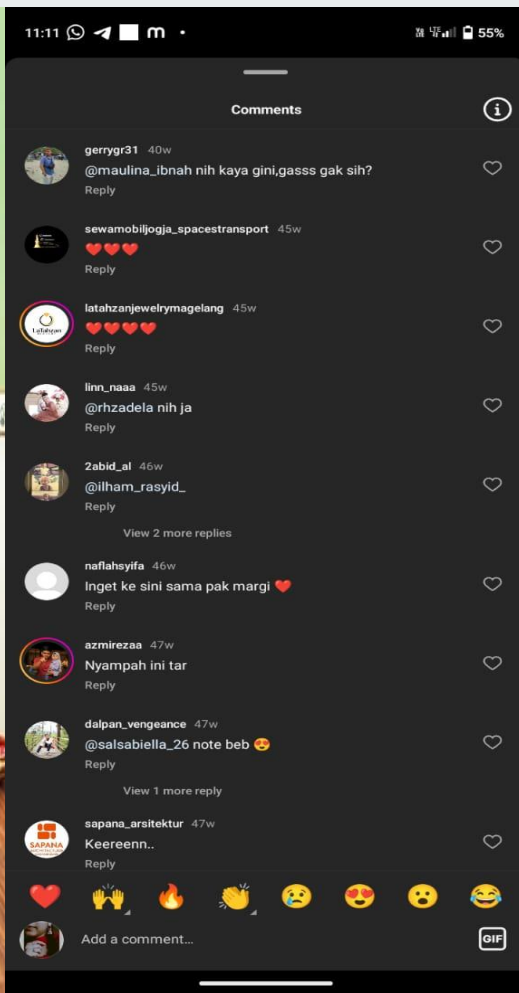 11:11
LTE
55%
Comments
gerrygr31 40w
@maulina_ibnah nih kaya gini,gasss gak sih?
Reply
sewamobiljogja_spacestransport 45w
❤️❤️❤️
Reply
latahzanjewelrymagelang 45w
❤️❤️❤️❤️
Reply
LaTahzan
linn_naaa 45w
@rhzadela nih ja
Reply
2abid_al 46w
@ilham_rasyid_
Reply
View 2 more replies
naflahsyifa 46w
Inget ke sini sama pak margi ❤️
Reply
azmirezaa 47w
Nyampah ini tar
Reply
dalpan_vengeance 47w
@salsabiella_26 note beb 😍
Reply
View 1 more reply
sapana_arsitektur 47w
Keereenn..
Reply
SAPANA
❤️ 🙌 🔥 👏 😢 😍 😮 😂
Add a comment...
GIF